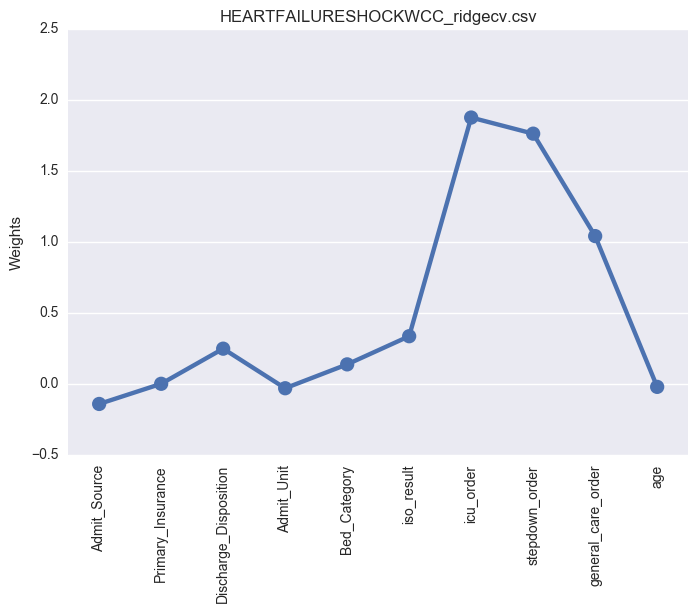 HEARTFAILURESHOCKWCC_ridgecv.csv
2.5
2.0
1.5
1.0
0.5
0.0
−0.5
Weights
Admit_Source
Primary_Insurance
Discharge_Disposition
Admit_Unit
Bed_Category
iso_result
icu_order
stepdown_order
general_care_order
age